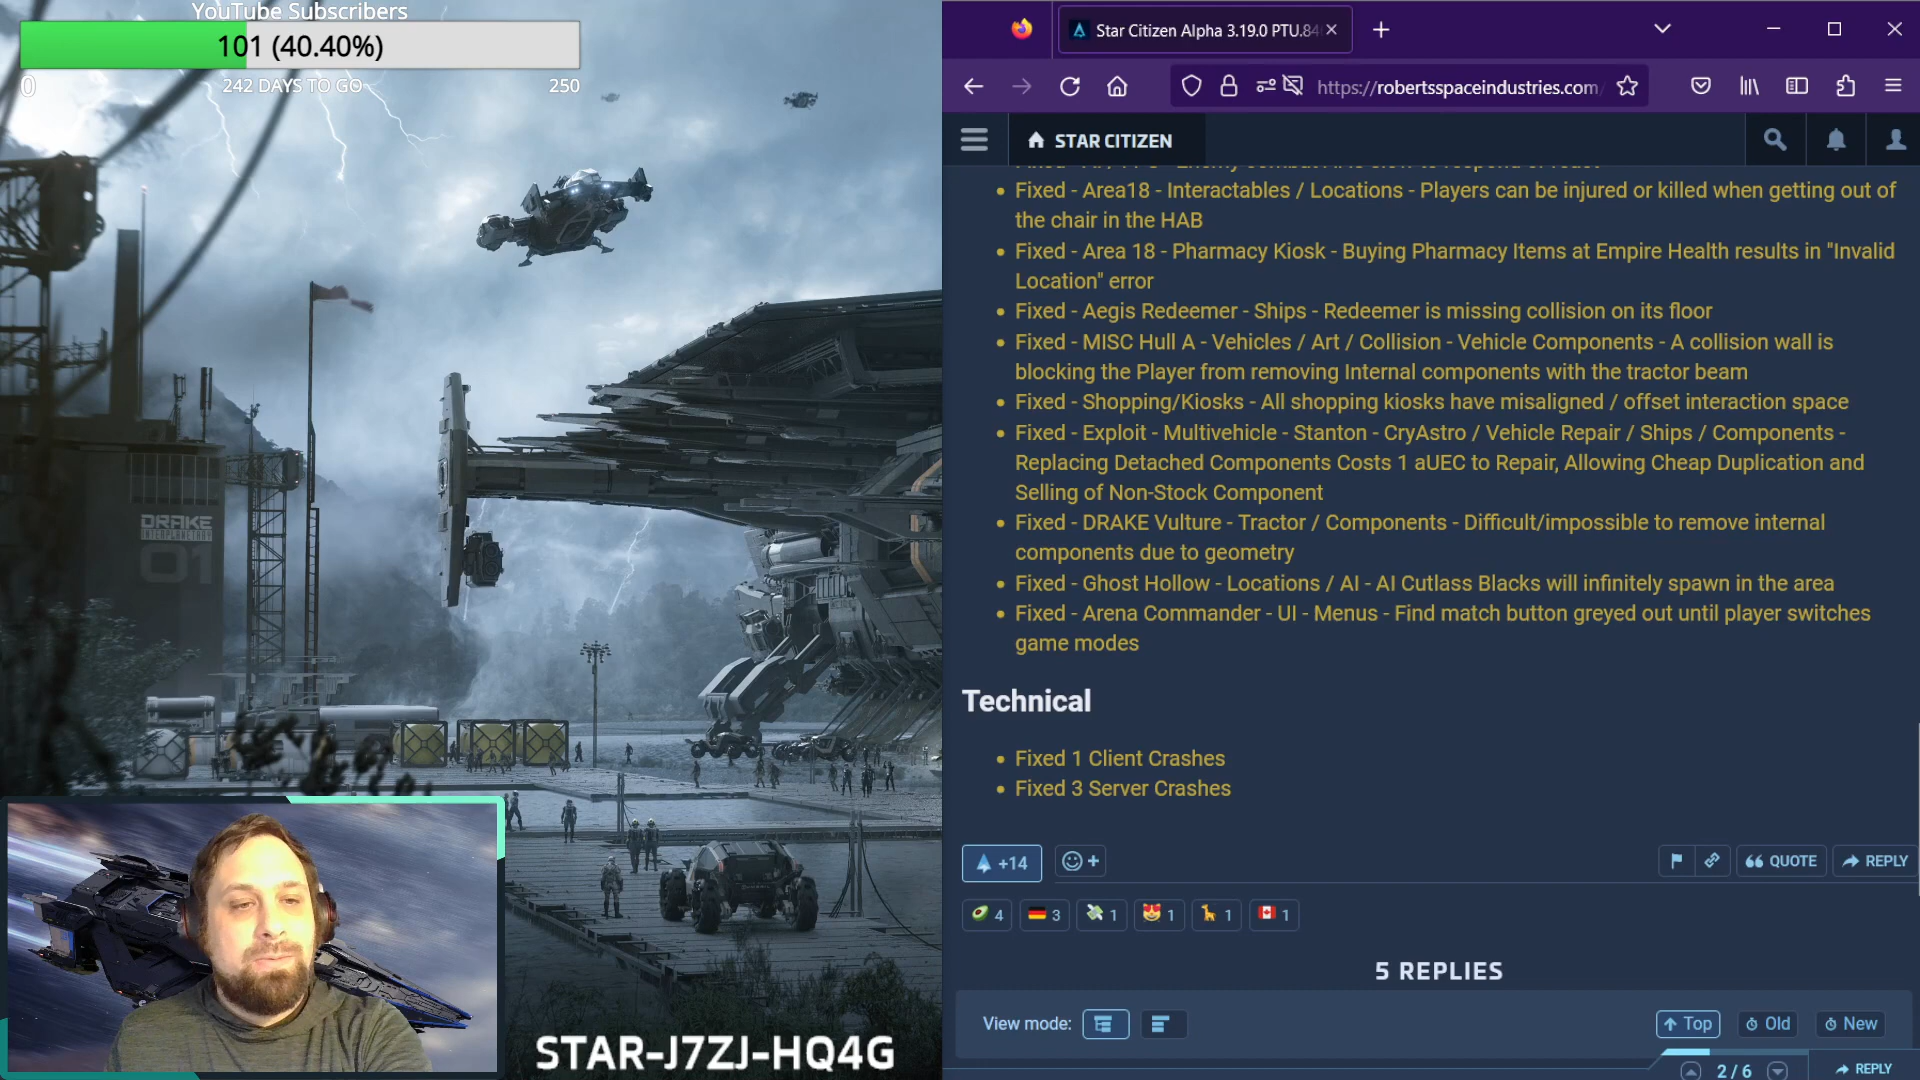 YouTube Subscribers
101 (40.40%)
0
242 DAYS TO GO
250
DRAKE
INTERPLANETARY
01
STAR-J7ZJ-HQ4G
Star Citizen Alpha 3.19.0 PTU.84
https://robertsspaceindustries.com
STAR CITIZEN
Fixed - Area18 - Interactables / Locations - Players can be injured or killed when getting out of
the chair in the HAB
Fixed - Area 18 - Pharmacy Kiosk - Buying Pharmacy Items at Empire Health results in "Invalid
Location" error
Fixed - Aegis Redeemer - Ships - Redeemer is missing collision on its floor
Fixed - MISC Hull A - Vehicles / Art / Collision - Vehicle Components - A collision wall is
blocking the Player from removing Internal components with the tractor beam
Fixed - Shopping/Kiosks - All shopping kiosks have misaligned / offset interaction space
Fixed - Exploit - Multivehicle - Stanton - CryAstro / Vehicle Repair / Ships / Components -
Replacing Detached Components Costs 1 aUEC to Repair, Allowing Cheap Duplication and
Selling of Non-Stock Component
Fixed - DRAKE Vulture - Tractor / Components - Difficult/impossible to remove internal
components due to geometry
Fixed - Ghost Hollow - Locations / AI - AI Cutlass Blacks will infinitely spawn in the area
Fixed - Arena Commander - UI - Menus - Find match button greyed out until player switches
game modes
Technical
Fixed 1 Client Crashes
Fixed 3 Server Crashes
+14
QUOTE
REPLY
4
3
1
1
1
1
5 REPLIES
View mode:
Top
Old
New
2 / 6
REPLY